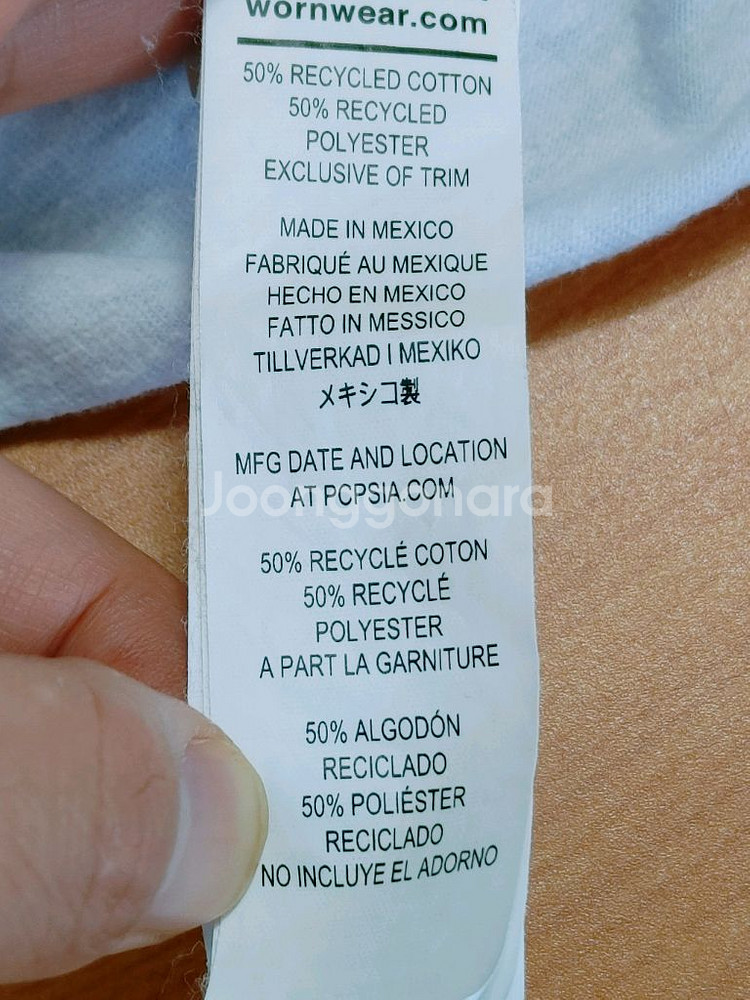 wornwear.com
50% RECYCLED COTTON
50% RECYCLED
POLYESTER
EXCLUSIVE OF TRIM
MADE IN MEXICO
FABRIQUÉ AU MEXIQUE
HECHO EN MEXICO
FATTO IN MESSICO
TILLVERKAD I MEXIKO
メキシコ製
MFG DATE AND LOCATION
AT PCPSIA.COM
Joonggonara
50% RECYCLÉ COTON
50% RECYCLÉ
POLYESTER
A PART LA GARNITURE
50% ALGODÓN
RECICLADO
50% POLIÉSTER
RECICLADO
NO INCLUYE EL ADORNO